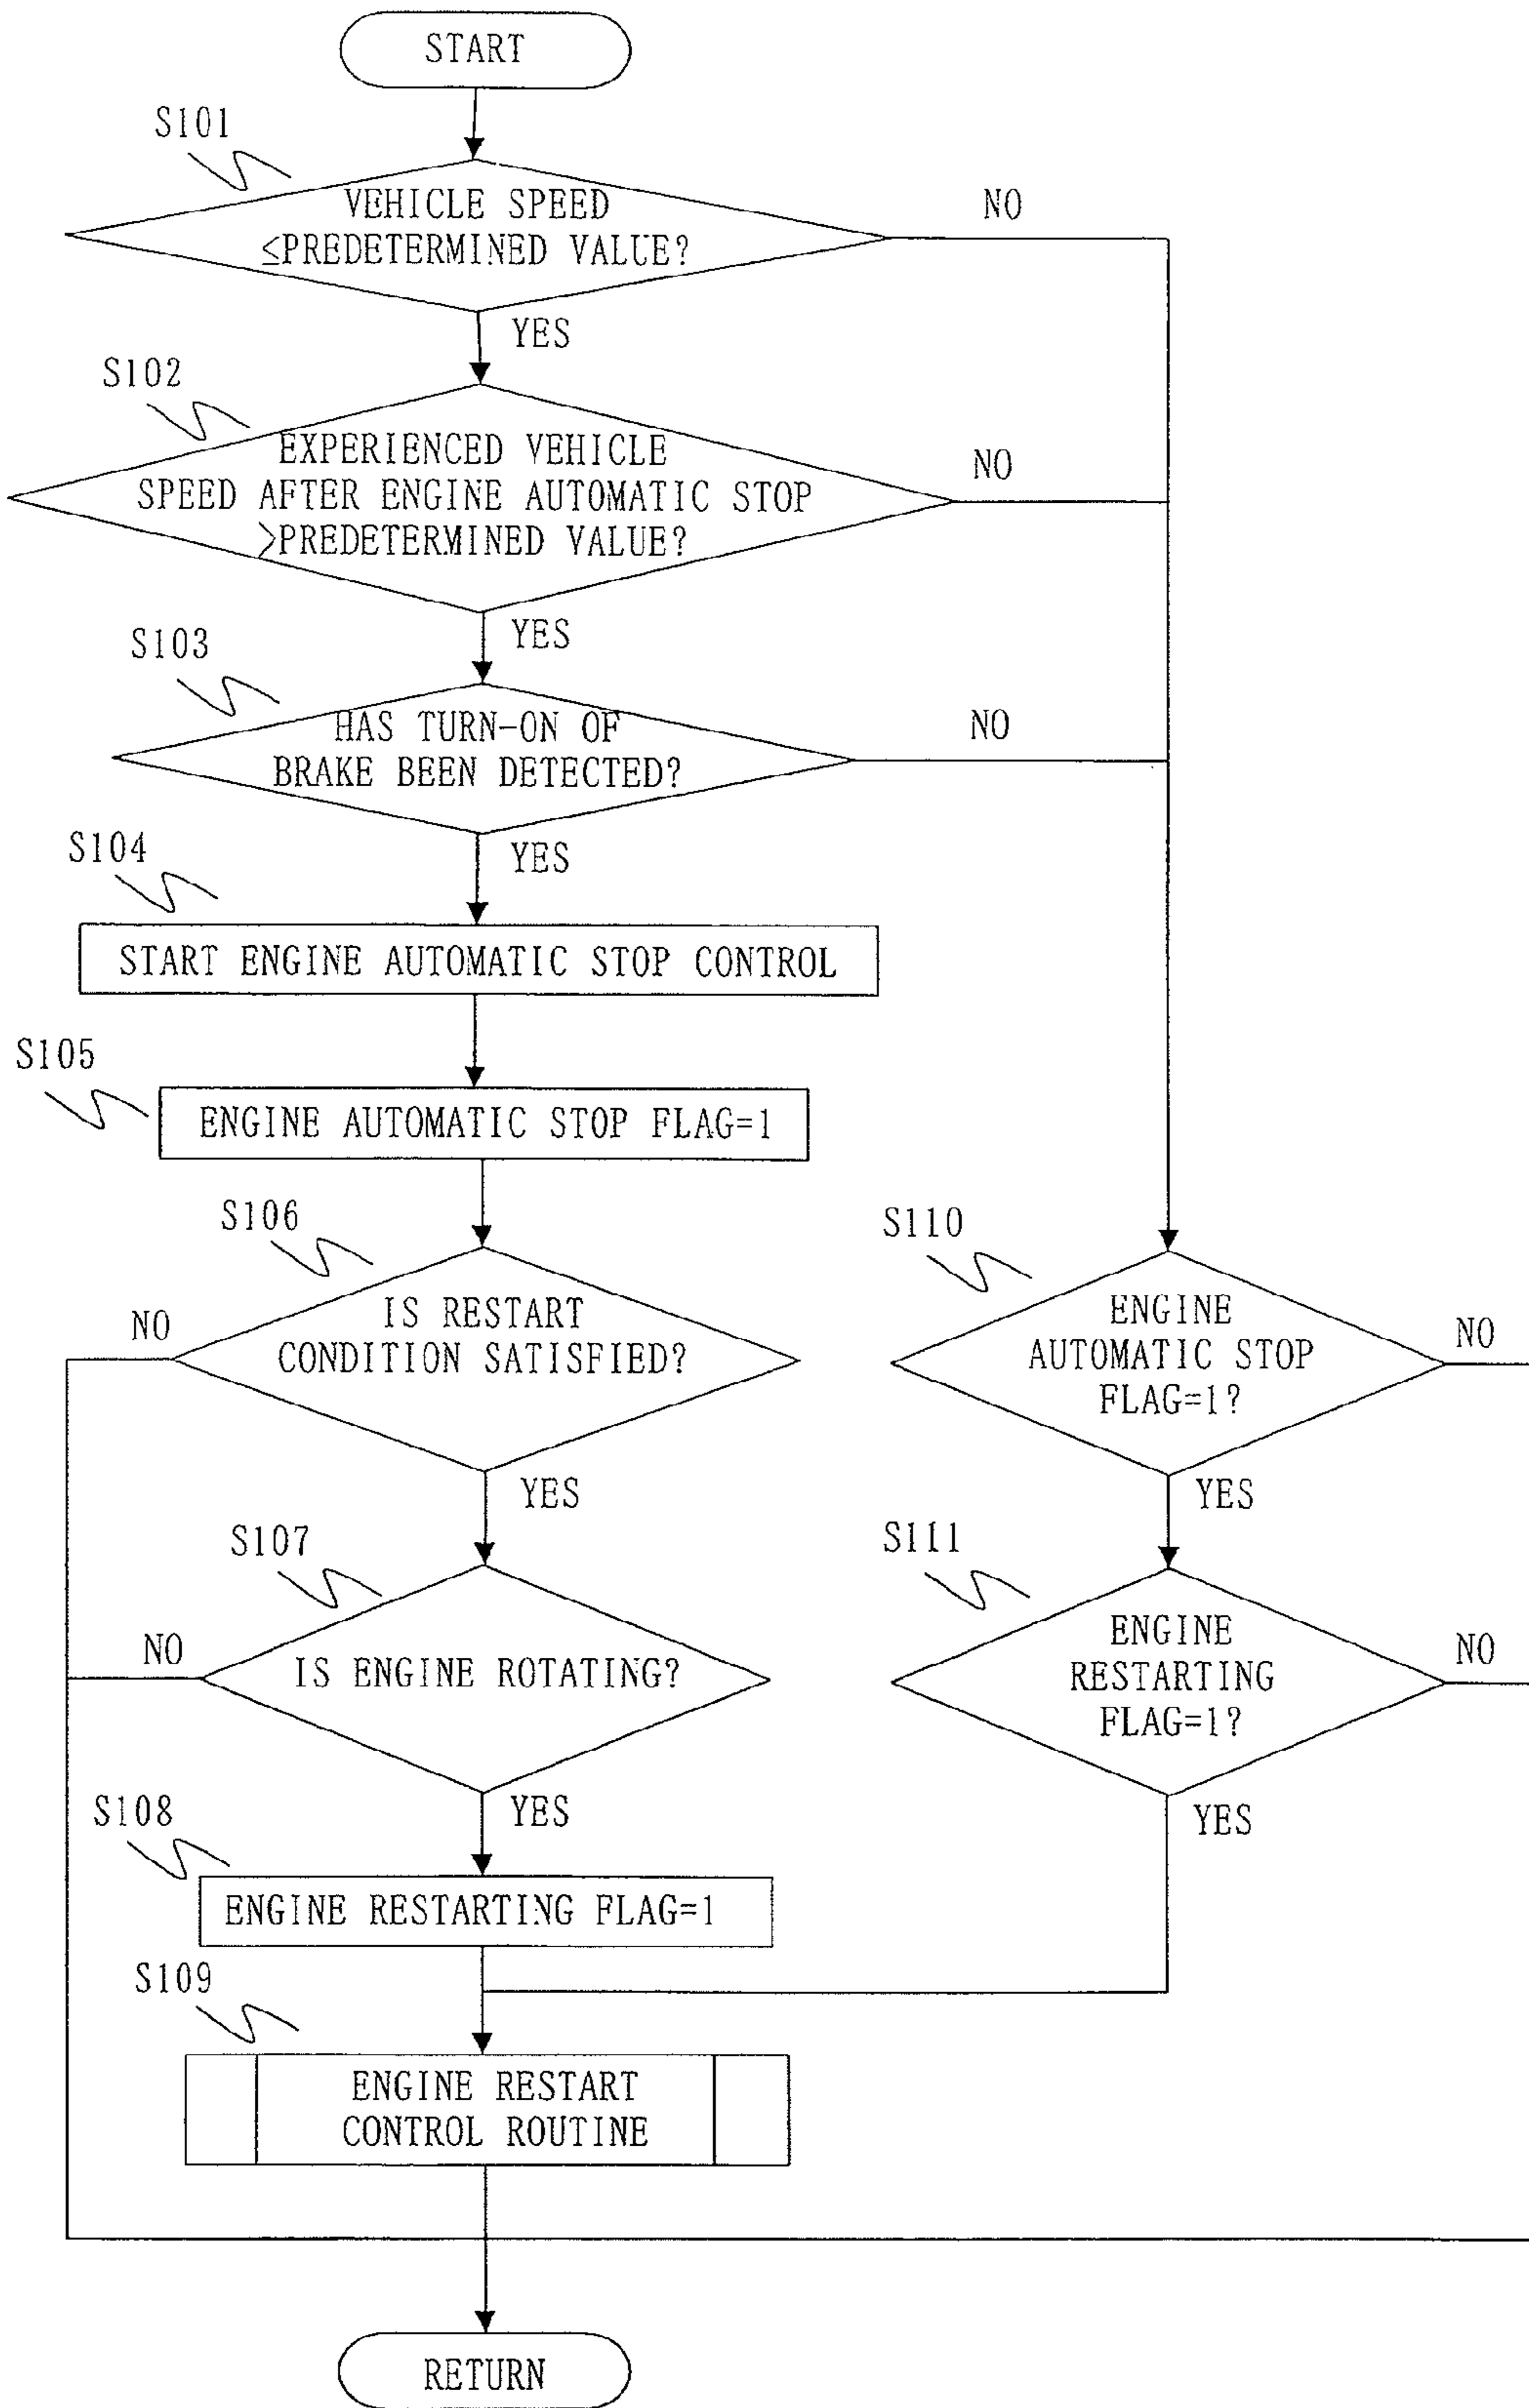 START
S101
VEHICLE SPEED
≤PREDETERMINED VALUE?
NO
YES
S102
EXPERIENCED VEHICLE
SPEED AFTER ENGINE AUTOMATIC STOP
>PREDETERMINED VALUE?
NO
YES
S103
HAS TURN-ON OF
BRAKE BEEN DETECTED?
NO
YES
S104
START ENGINE AUTOMATIC STOP CONTROL
S105
ENGINE AUTOMATIC STOP FLAG=1
S106
IS RESTART
CONDITION SATISFIED?
NO
YES
S107
IS ENGINE ROTATING?
NO
YES
S108
ENGINE RESTARTING FLAG=1
S109
ENGINE RESTART
CONTROL ROUTINE
S110
ENGINE
AUTOMATIC STOP
FLAG=1?
NO
YES
S111
ENGINE
RESTARTING
FLAG=1?
NO
YES
RETURN